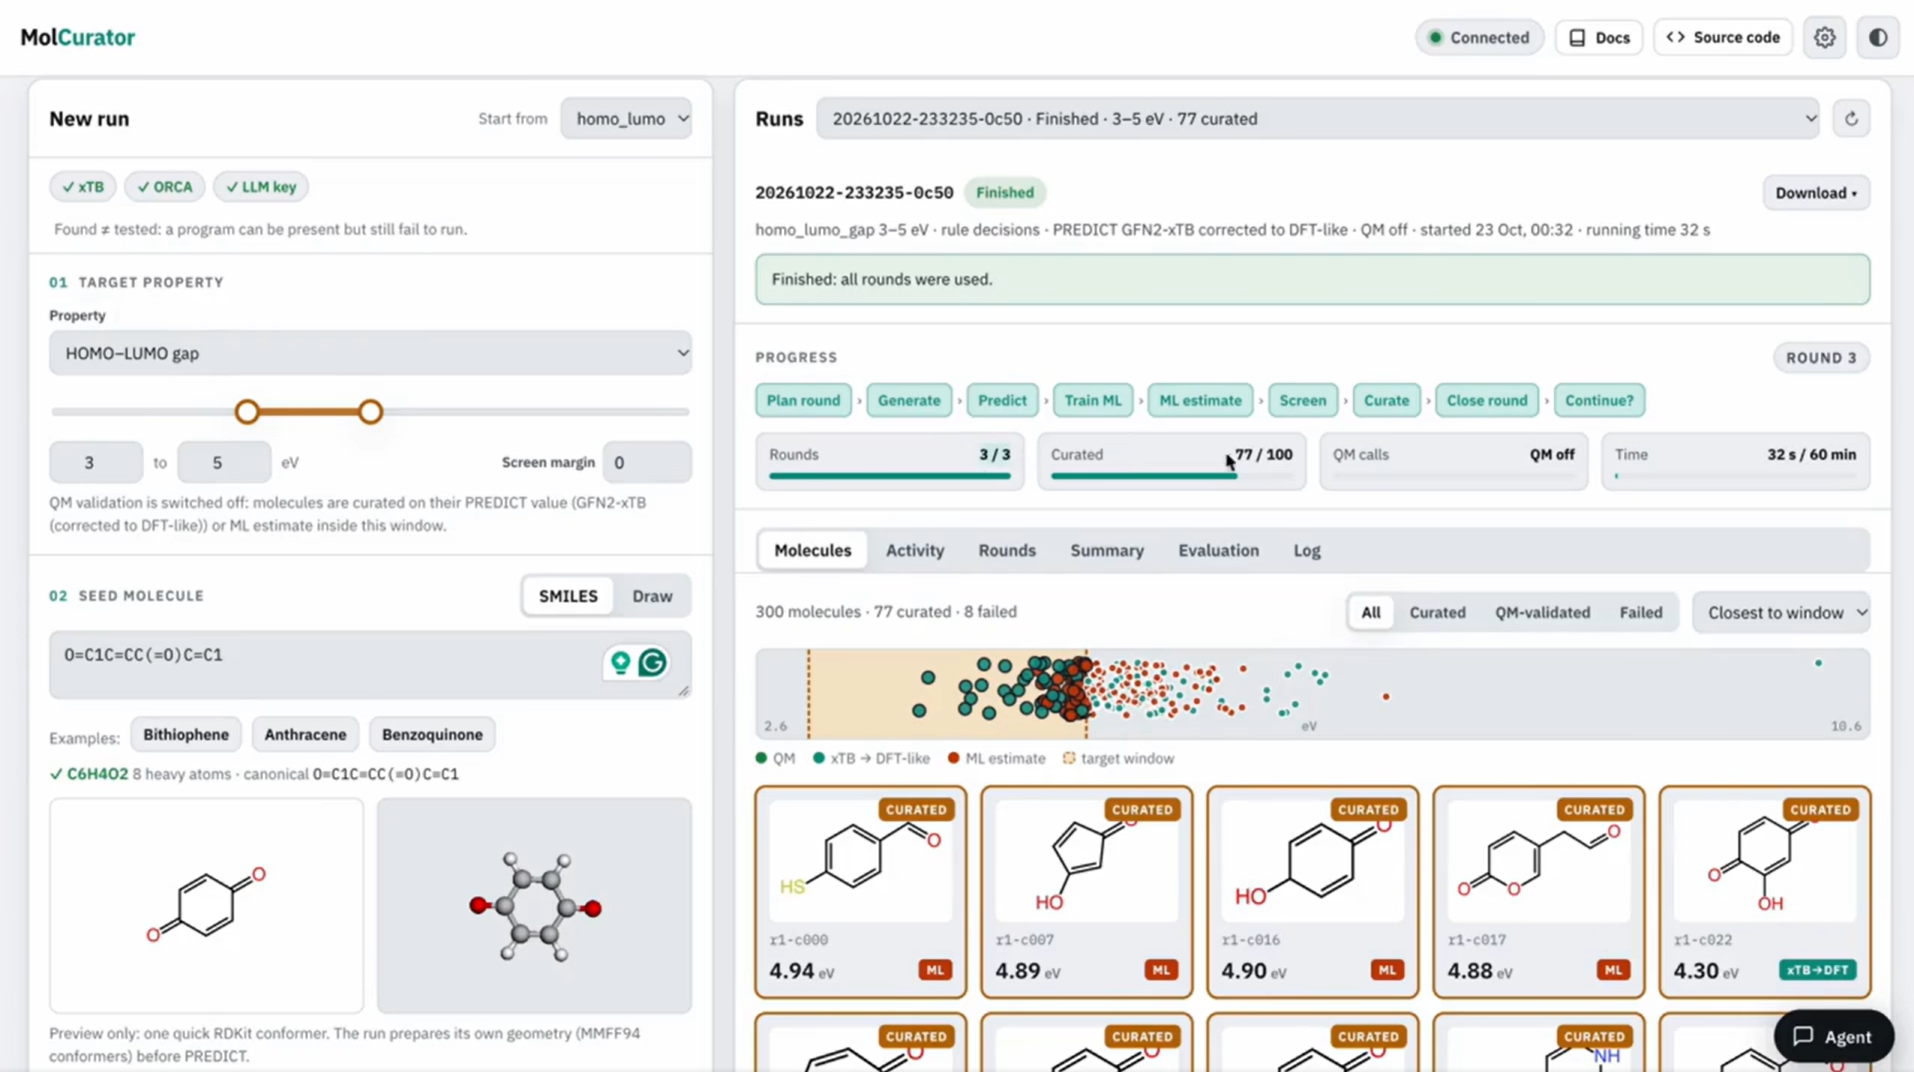 MolCurator
Connected
Docs
Source code
New run
Start from
homo_lumo
✓ xTB
✓ ORCA
✓ LLM key
Found ≠ tested: a program can be present but still fail to run.
01 TARGET PROPERTY
Property
HOMO–LUMO gap
3 to 5 eV
Screen margin 0
QM validation is switched off: molecules are curated on their PREDICT value (GFN2-xTB
(corrected to DFT-like)) or ML estimate inside this window.
02 SEED MOLECULE
SMILES
Draw
O=C1C=CC(=O)C=C1
Examples:
Bithiophene
Anthracene
Benzoquinone
✓ C6H4O2 8 heavy atoms · canonical O=C1C=CC(=O)C=C1
O
O
Preview only: one quick RDKit conformer. The run prepares its own geometry (MMFF94
conformers) before PREDICT.
Runs
20261022-233235-0c50 · Finished · 3–5 eV · 77 curated
20261022-233235-0c50
Finished
Download
homo_lumo_gap 3–5 eV · rule decisions · PREDICT GFN2-xTB corrected to DFT-like · QM off · started 23 Oct, 00:32 · running time 32 s
Finished: all rounds were used.
PROGRESS
ROUND 3
Plan round › Generate › Predict › Train ML › ML estimate › Screen › Curate › Close round › Continue?
Rounds 3 / 3
Curated 77 / 100
QM calls QM off
Time 32 s / 60 min
Molecules
Activity
Rounds
Summary
Evaluation
Log
300 molecules · 77 curated · 8 failed
All
Curated
QM-validated
Failed
Closest to window
2.6
eV
10.6
QM
xTB → DFT-like
ML estimate
target window
CURATED
O
HS
r1-c000
4.94 eV
ML
CURATED
HO
r1-c007
4.89 eV
ML
CURATED
O
HO
r1-c016
4.90 eV
ML
CURATED
O
O
O
r1-c017
4.88 eV
ML
CURATED
O
OH
r1-c022
4.30 eV
xTB→DFT
CURATED
O
CURATED
O
CURATED
O
CURATED
NH
CURATED
Agent